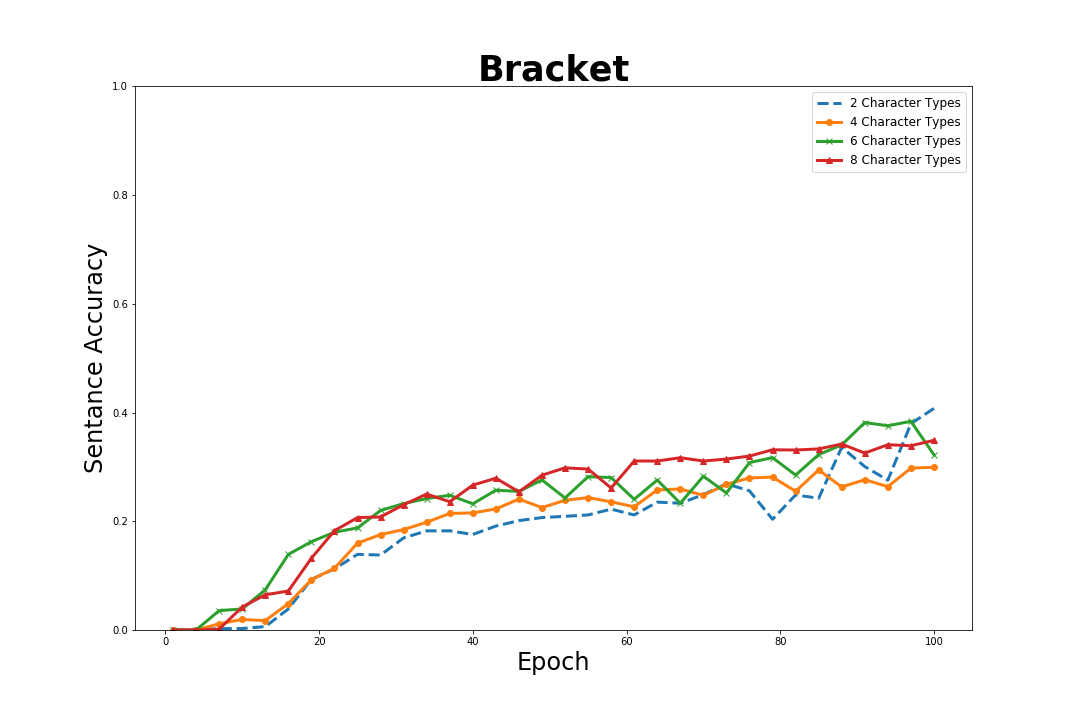 Bracket
2 Character Types
4 Character Types
6 Character Types
8 Character Types
Sentance Accuracy
1.0
0.8
0.6
0.4
0.2
0.0
0 20 40 60 80 100
Epoch